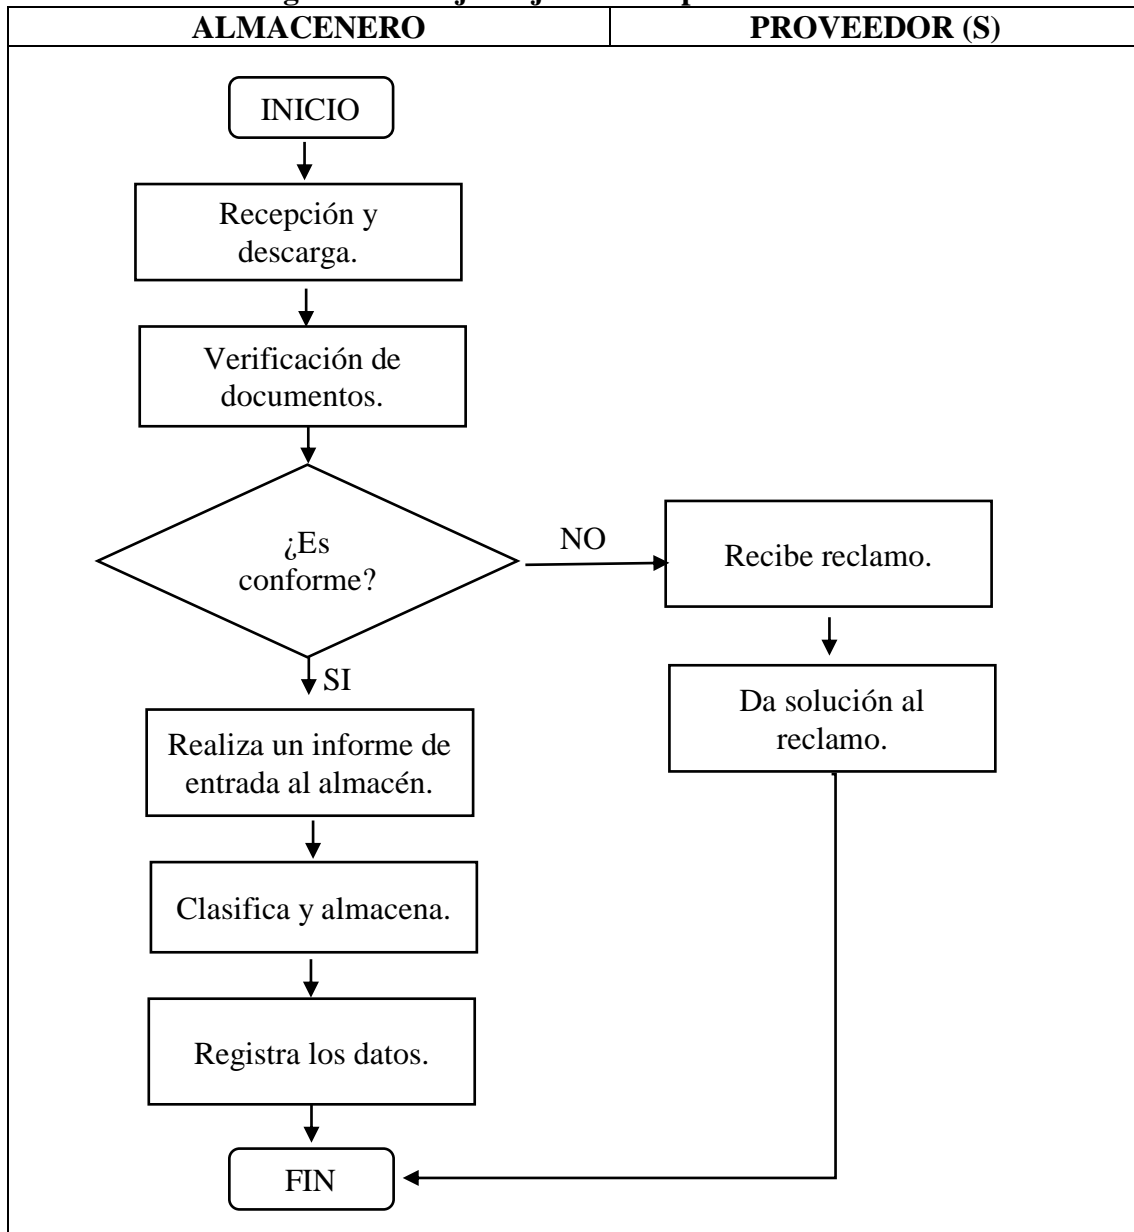 ALMACENERO
PROVEEDOR (S)
INICIO
Recepción y
descarga.
Verificación de
documentos.
¿Es
conforme?
NO
Recibe reclamo.
SI
Da solución al
reclamo.
Realiza un informe de
entrada al almacén.
Clasifica y almacena.
Registra los datos.
FIN